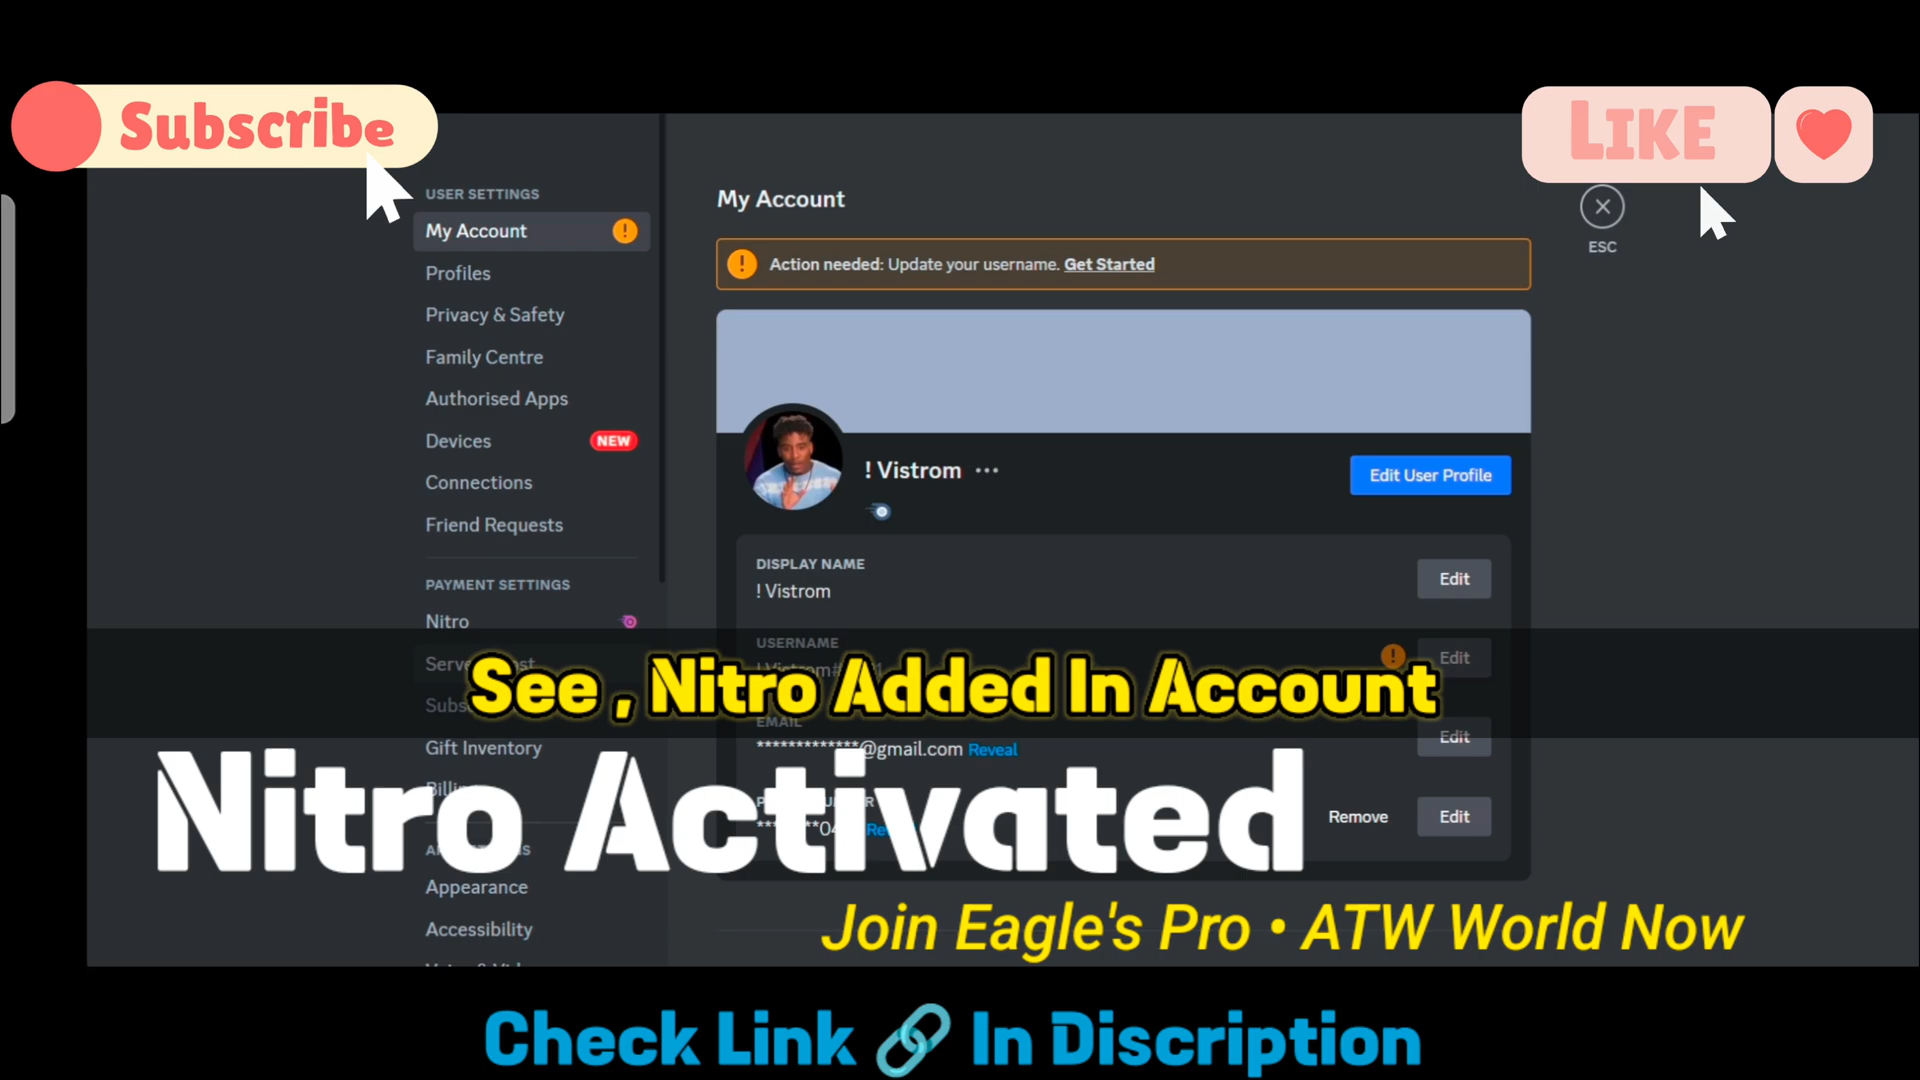 Subscribe
LIKE
USER SETTINGS
My Account
Profiles
Privacy & Safety
Family Centre
Authorised Apps
Devices NEW
Connections
Friend Requests
PAYMENT SETTINGS
Nitro
Gift Inventory
Appearance
Accessibility
My Account
ESC
Action needed: Update your username. Get Started
! Vistrom
Edit User Profile
DISPLAY NAME
! Vistrom
Edit
USERNAME
Edit
See , Nitro Added In Account
EMAIL
*************@gmail.com Reveal
Edit
Nitro Activated
Remove
Edit
Join Eagle's Pro • ATW World Now
Check Link 🔗 In Discription